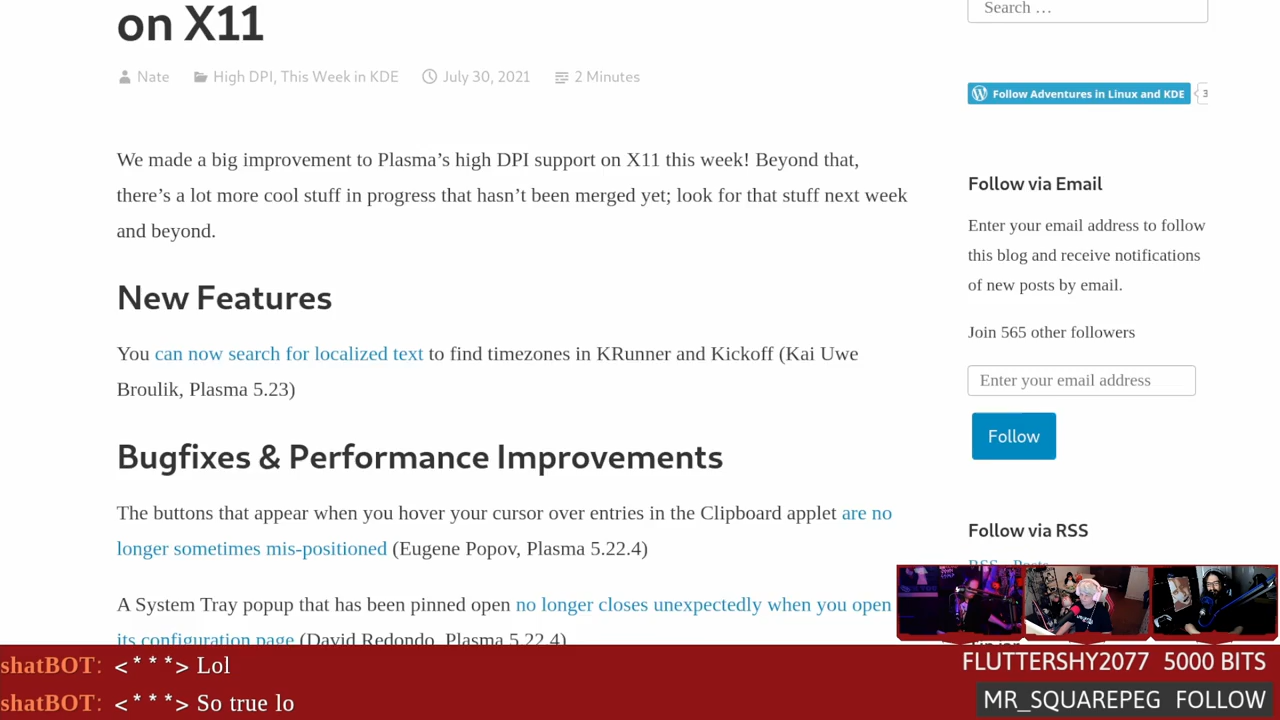 on X11
Search …
Nate High DPI, This Week in KDE July 30, 2021 2 Minutes
Follow Adventures in Linux and KDE 3
We made a big improvement to Plasma’s high DPI support on X11 this week! Beyond that,
there’s a lot more cool stuff in progress that hasn’t been merged yet; look for that stuff next week
and beyond.
New Features
You can now search for localized text to find timezones in KRunner and Kickoff (Kai Uwe
Broulik, Plasma 5.23)
Bugfixes & Performance Improvements
The buttons that appear when you hover your cursor over entries in the Clipboard applet are no
longer sometimes mis-positioned (Eugene Popov, Plasma 5.22.4)
A System Tray popup that has been pinned open no longer closes unexpectedly when you open
its configuration page (David Redondo, Plasma 5.22.4)
Follow via Email
Enter your email address to follow
this blog and receive notifications
of new posts by email.
Join 565 other followers
Enter your email address
Follow
Follow via RSS
RSS - Posts
shatBOT: <***> Lol
shatBOT: <***> So true lo
FLUTTERSHY2077 5000 BITS
MR_SQUAREPEG FOLLOW